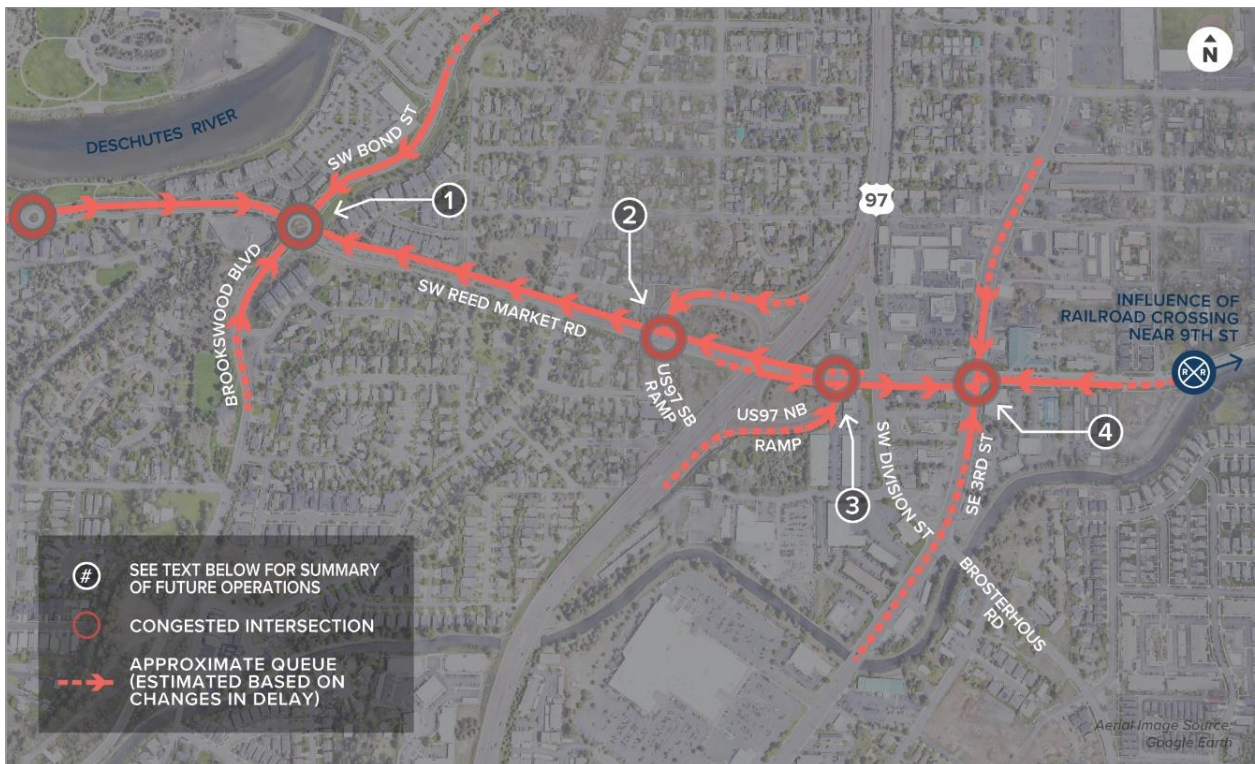 N
DESCHUTES RIVER
SW BOND ST
1
2
97
BROOKSWOOD BLVD
SW REED MARKET RD
INFLUENCE OF
RAILROAD CROSSING
NEAR 9TH ST
R R
US97 SB
RAMP
US97 NB
RAMP
4
3
SW DIVISION ST
SE 3RD ST
BROSTERHOUS
RD
# SEE TEXT BELOW FOR SUMMARY
OF FUTURE OPERATIONS
CONGESTED INTERSECTION
APPROXIMATE QUEUE
(ESTIMATED BASED ON
CHANGES IN DELAY)
Aerial Image Source:
Google Earth